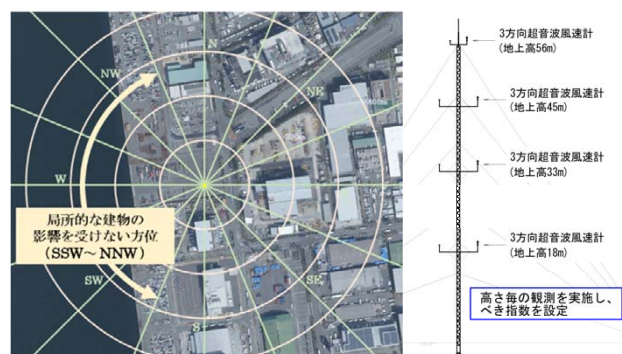 N
NW
NE
400m
W
局所的な建物の
影響を受けない方位
(SSW～NNW)
SW
SE
S
3方向超音波風速計
(地上高56m)
3方向超音波風速計
(地上高45m)
3方向超音波風速計
(地上高33m)
3方向超音波風速計
(地上高18m)
高さ毎の観測を実施し、
べき指数を設定